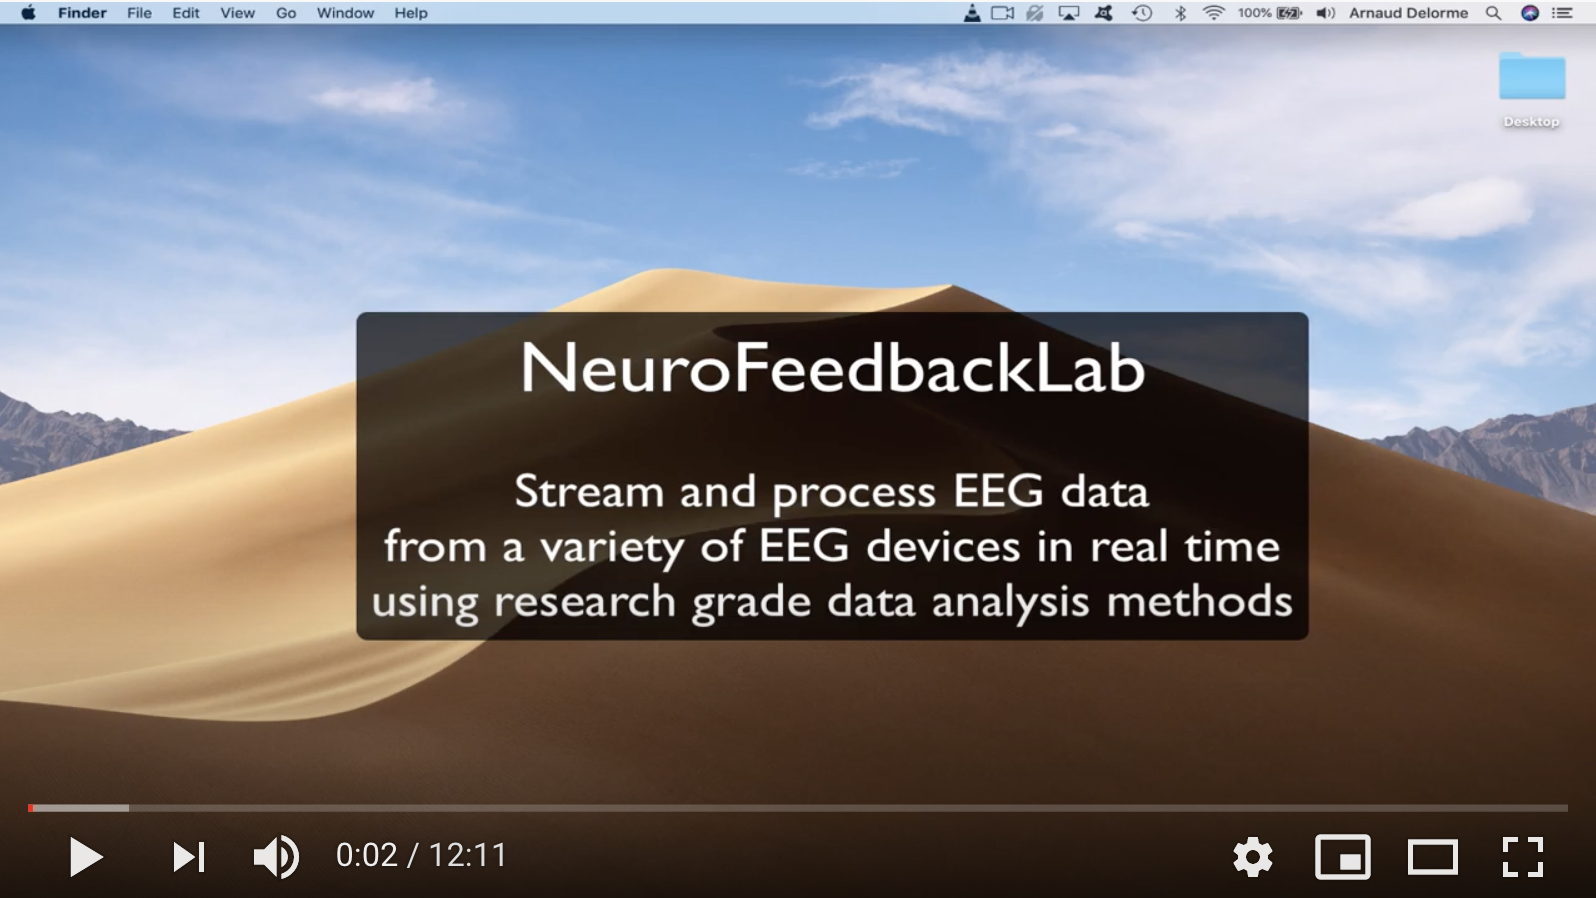 Finder File Edit View Go Window Help 100% Arnaud Delorme
Desktop
NeuroFeedbackLab
Stream and process EEG data
from a variety of EEG devices in real time
using research grade data analysis methods
0:02 / 12:11